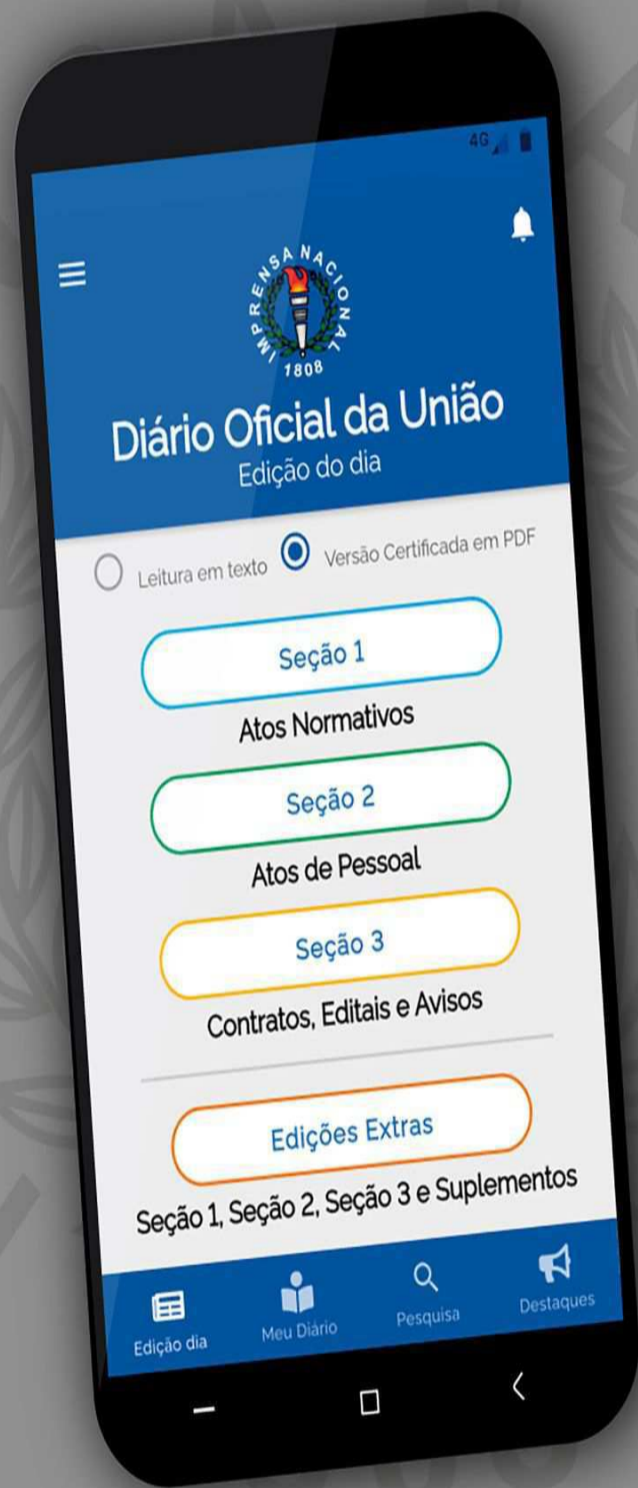 4G
IMPRENSA NACIONAL
1808
Diário Oficial da União
Edição do dia
Leitura em texto Versão Certificada em PDF
Seção 1
Atos Normativos
Seção 2
Atos de Pessoal
Seção 3
Contratos, Editais e Avisos
Edições Extras
Seção 1, Seção 2, Seção 3 e Suplementos
Edição dia Meu Diário Pesquisa Destaques